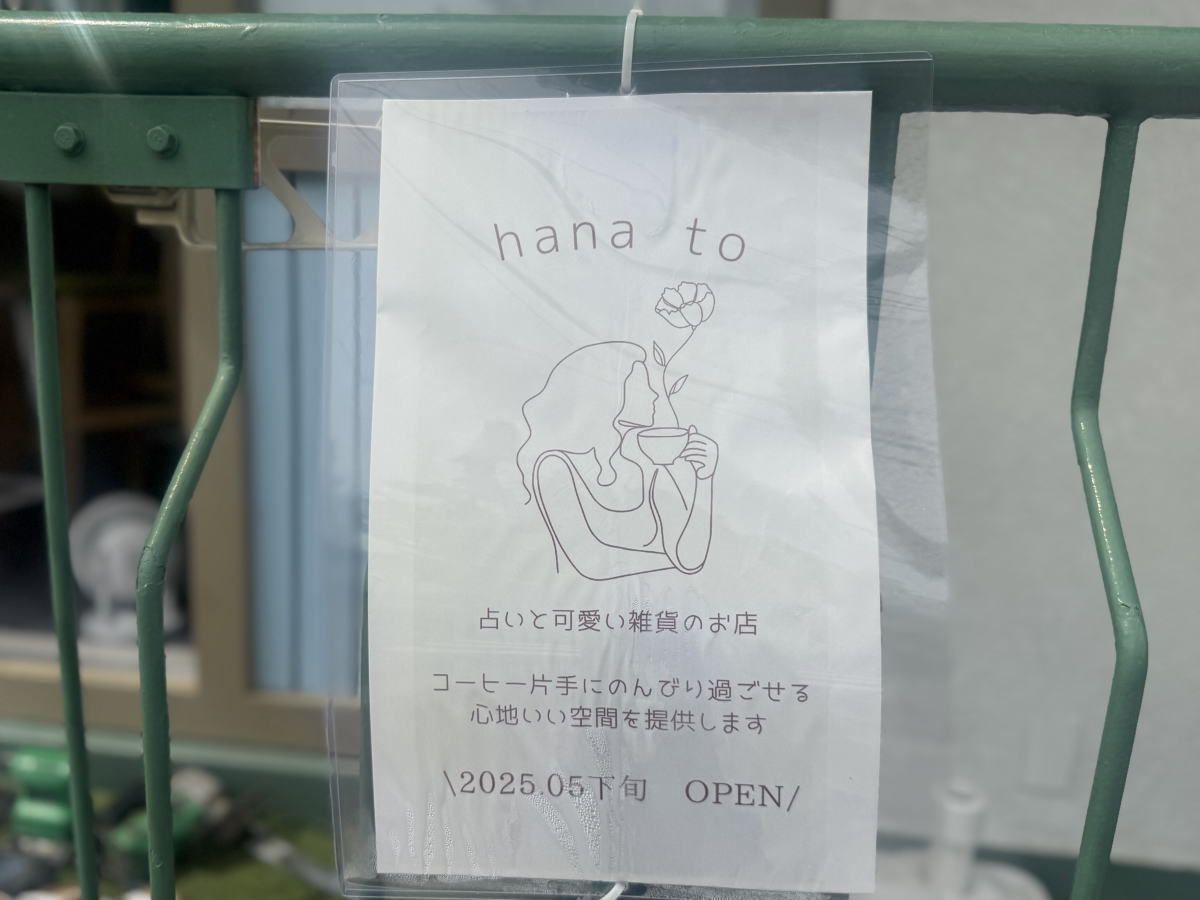 hana to
占いと可愛い雑貨のお店
コーヒー片手にのんびり過ごせる
心地いい空間を提供します
\2025.05下旬 OPEN/